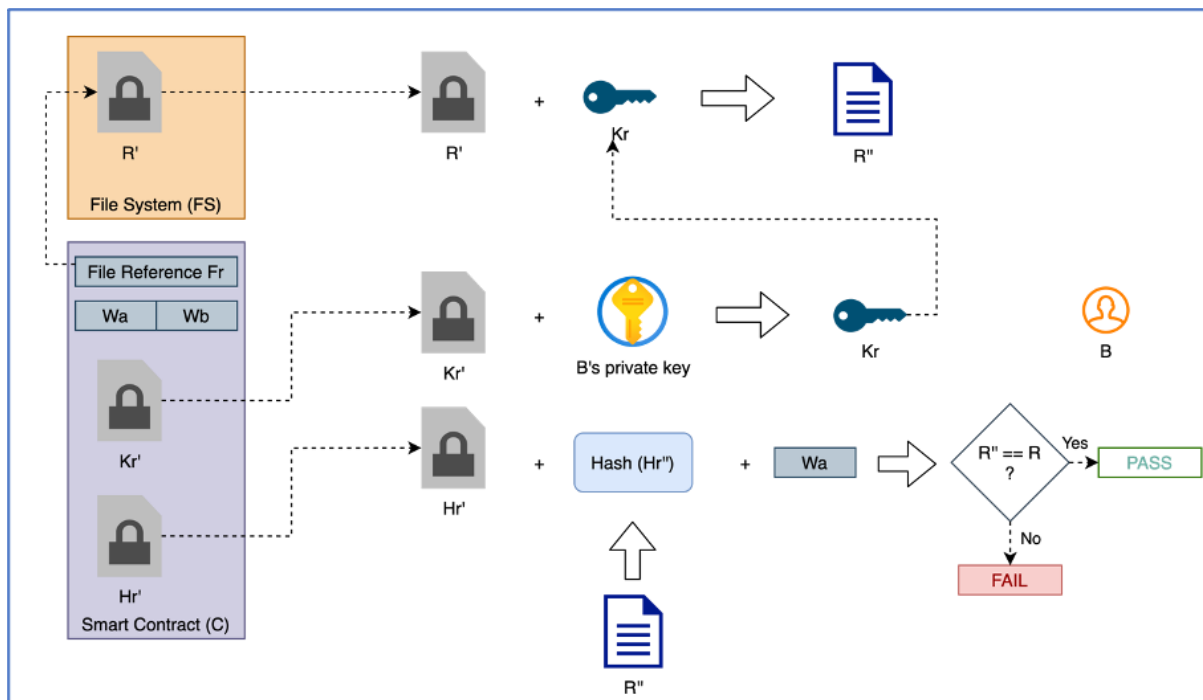 R'
R'
+
Kr
R"
File System (FS)
File Reference Fr
Wa
Wb
Kr'
+
B's private key
Kr
B
Kr'
Hr'
+
Hash (Hr")
+
Wa
R" == R
?
Yes
PASS
No
FAIL
Hr'
Smart Contract (C)
R"